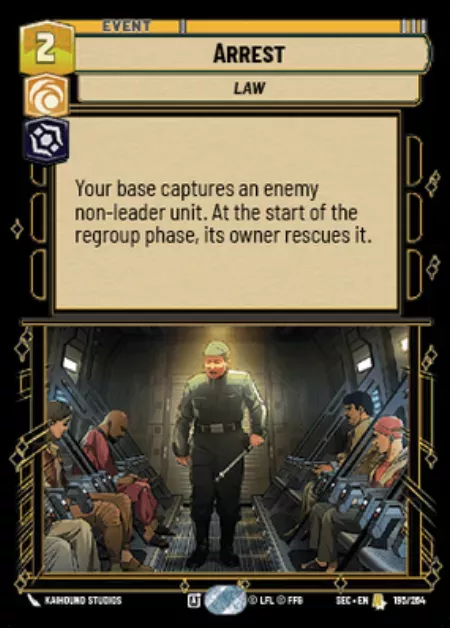 EVENT
2
ARREST
LAW
Your base captures an enemy
non-leader unit. At the start of the
regroup phase, its owner rescues it.
KAIHOUND STUDIOS
© LFL © FFG
SEC • EN
195/264